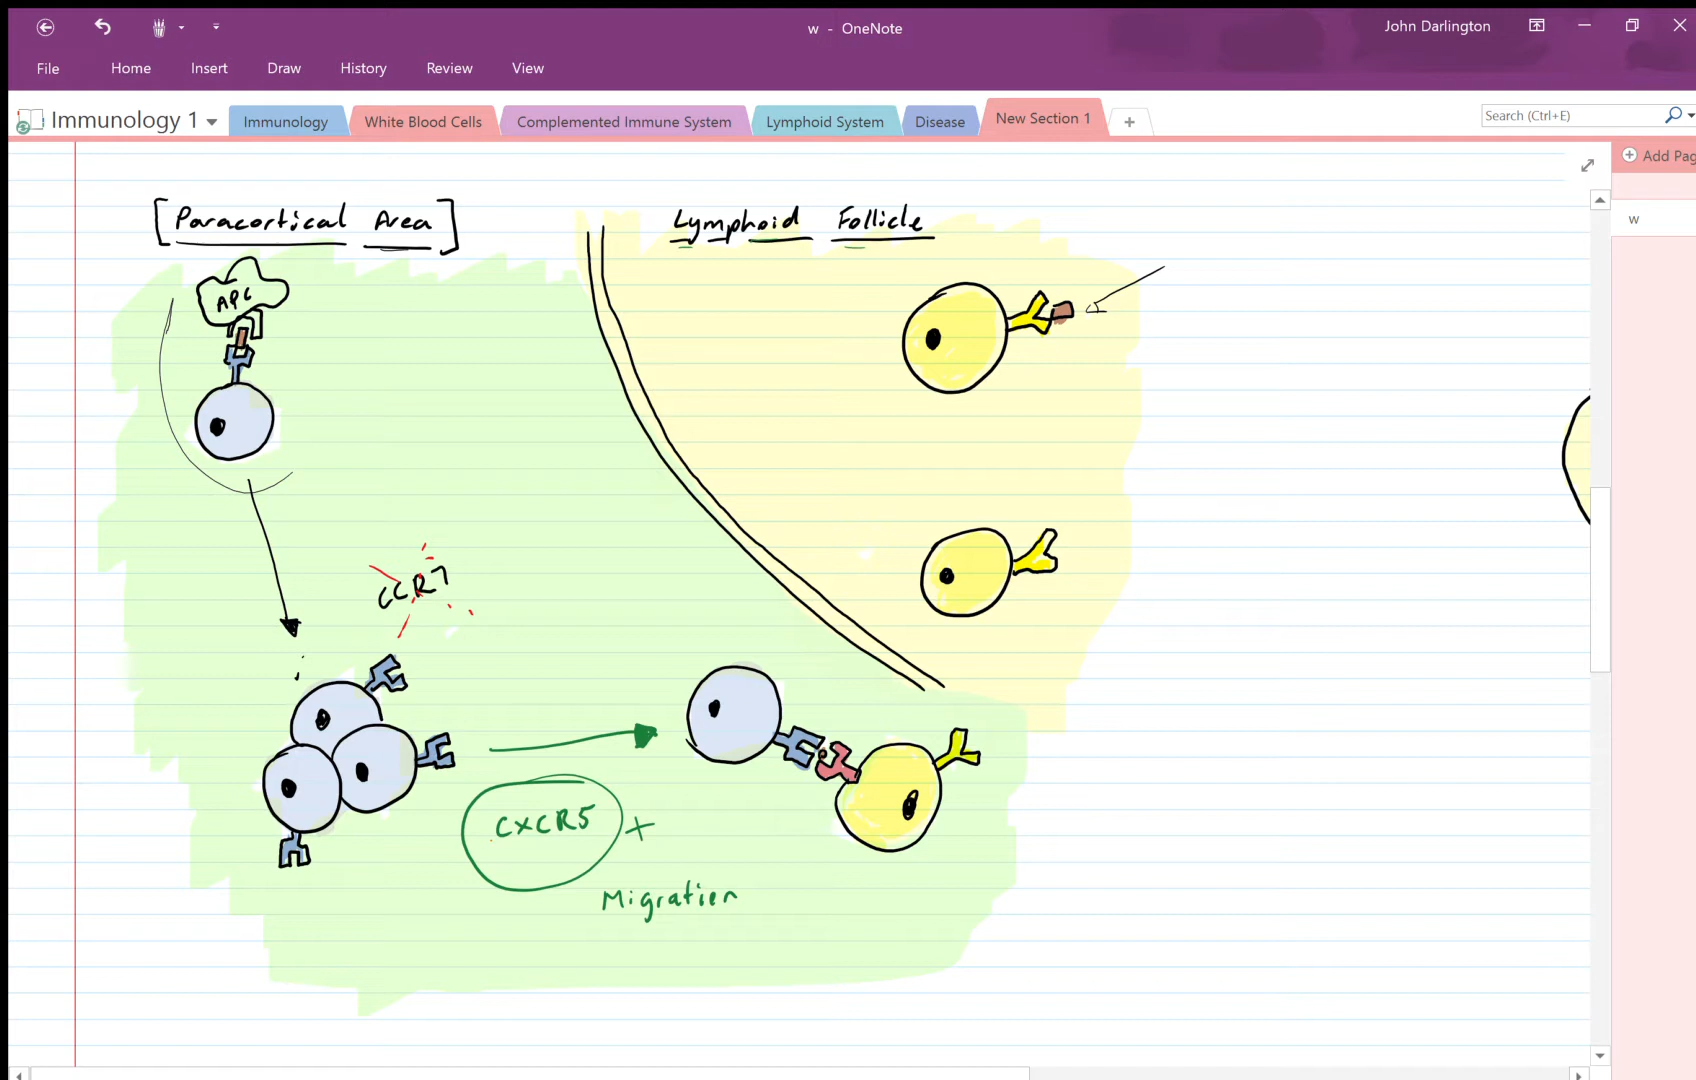 w - OneNote
John Darlington
File Home Insert Draw History Review View
Immunology 1
Immunology
White Blood Cells
Complemented Immune System
Lymphoid System
Disease
New Section 1
Search (Ctrl+E)
Add Pag
w
[Paracortical Area]
Lymphoid Follicle
APC
CCR7
CXCR5 +
Migration